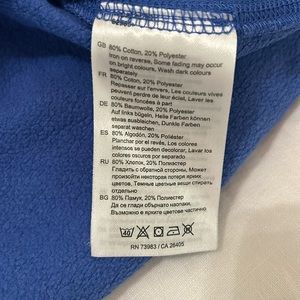 GB 80% Cotton, 20% Polyester
Iron on reverse, Some fading may occur
on bright colours. Wash dark colours
separately
FR 80% Coton, 20% Polyester
Repasser à l'envers, Les couleurs vives
peuvent perdre de leur éclat, Laver les
couleurs foncées à part
DE 80% Baumwolle, 20% Polyester
Auf links bügeln, Helle Farben können
an Intensität verlieren, Dunkle Farben
separat waschen
ES 80% Algodón, 20% Poliéster
Planchar por el revés, Los colores
intensos se pueden decolorar, Lavar los
colores oscuros por separado
RU 80% Хлопок, 20% Полиэстер
Гладить с обратной стороны, Может
произойти некоторая потеря ярких
цветов, Темные вещи стирать
отдельно
BG 80% Памук, 20% Полиестер
Да се глади обърнато наопаки,
Възможно е ярките цветове частично
40
RN 73983 / CA 26405